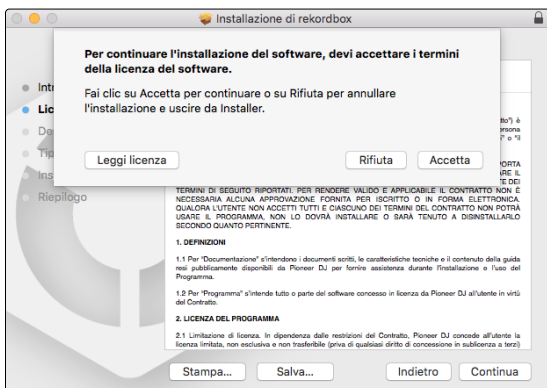 Installazione di rekordbox
Per continuare l'installazione del software, devi accettare i termini
della licenza del software.
Fai clic su Accetta per continuare o su Rifiuta per annullare
l'installazione e uscire da Installer.
Leggi licenza
Rifiuta
Accetta
Riepilogo
TERMINI DI SEGUITO RIPORTATI. PER RENDERE VALIDO E APPLICABILE IL CONTRATTO NON È
NECESSARIA ALCUNA APPROVAZIONE FORNITA PER ISCRITTO O IN FORMA ELETTRONICA.
QUALORA L'UTENTE NON ACCETTI TUTTI E CIASCUNO DEI TERMINI DEL CONTRATTO NON POTRÀ
USARE IL PROGRAMMA, NON LO DOVRÀ INSTALLARE O SARÀ TENUTO A DISINSTALLARLO
SECONDO QUANTO PERTINENTE.
1. DEFINIZIONI
1.1 Per "Documentazione" s'intendono i documenti scritti, le caratteristiche tecniche e il contenuto della guida
resi pubblicamente disponibili da Pioneer DJ per fornire assistenza durante l'installazione e l'uso del
Programma.
1.2 Per "Programma" s'intende tutto o parte del software concesso in licenza da Pioneer DJ all'utente in virtù
del Contratto.
2. LICENZA DEL PROGRAMMA
2.1 Limitazione di licenza. In dipendenza dalle restrizioni del Contratto, Pioneer DJ concede all'utente la
licenza limitata, non esclusiva e non trasferibile (priva di qualsiasi diritto di concessione in sublicenza a terzi)
Stampa...
Salva...
Indietro
Continua